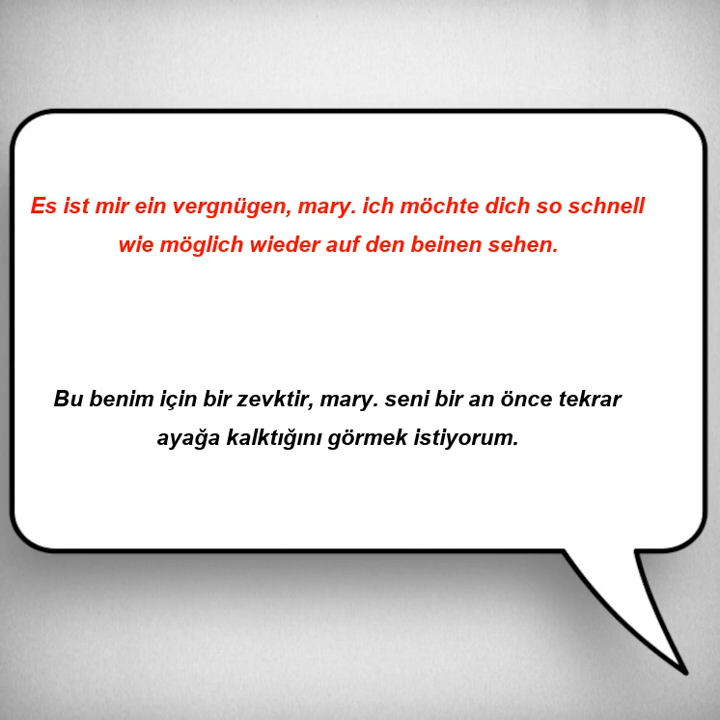 Es ist mir ein vergnügen, mary. ich möchte dich so schnell
wie möglich wieder auf den beinen sehen.
Bu benim için bir zevktir, mary. seni bir an önce tekrar
ayağa kalktığını görmek istiyorum.